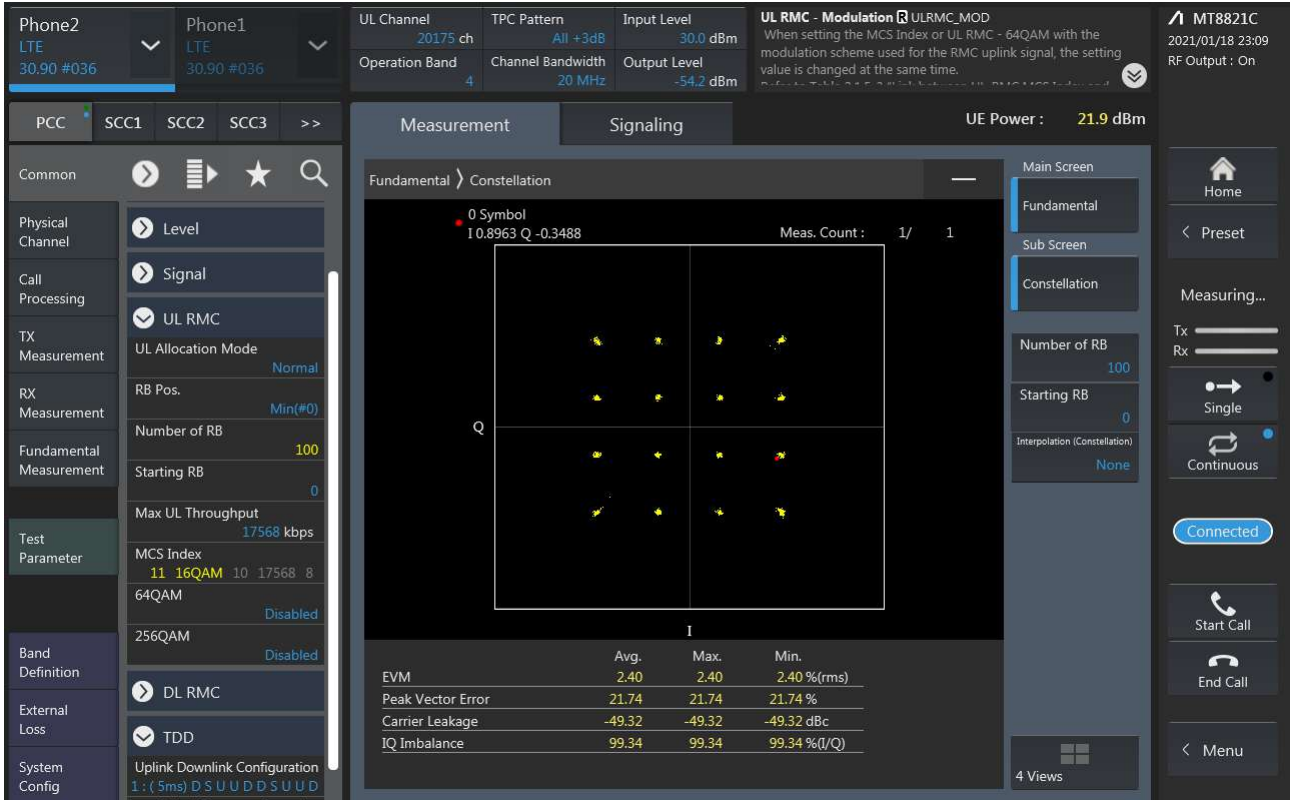 Phone2
LTE
30.90 #036
Phone1
LTE
30.90 #036
UL Channel
20175 ch
Operation Band
4
TPC Pattern
All +3dB
Channel Bandwidth
20 MHz
Input Level
30.0 dBm
Output Level
-54.2 dBm
UL RMC - Modulation R ULRMC_MOD
When setting the MCS Index or UL RMC - 64QAM with the
modulation scheme used for the RMC uplink signal, the setting
value is changed at the same time.
MT8821C
2021/01/18 23:09
RF Output : On
PCC SCC1 SCC2 SCC3 >>
Measurement Signaling
UE Power : 21.9 dBm
Common
Physical
Channel
Call
Processing
TX
Measurement
RX
Measurement
Fundamental
Measurement
Test
Parameter
Band
Definition
External
Loss
System
Config
Level
Signal
UL RMC
UL Allocation Mode
Normal
RB Pos.
Min(#0)
Number of RB
100
Starting RB
0
Max UL Throughput
17568 kbps
MCS Index
11 16QAM 10 17568 8
64QAM
Disabled
256QAM
Disabled
DL RMC
TDD
Uplink Downlink Configuration
1 : ( 5ms) D S U U D D S U U D
Fundamental 〉 Constellation
0 Symbol
I 0.8963 Q -0.3488
Meas. Count : 1/ 1
Q
I
Avg. Max. Min.
EVM 2.40 2.40 2.40 %(rms)
Peak Vector Error 21.74 21.74 21.74 %
Carrier Leakage -49.32 -49.32 -49.32 dBc
IQ Imbalance 99.34 99.34 99.34 %(I/Q)
Main Screen
Fundamental
Sub Screen
Constellation
Number of RB
100
Starting RB
0
Interpolation (Constellation)
None
4 Views
Home
< Preset
Measuring...
Tx
Rx
Single
Continuous
Connected
Start Call
End Call
< Menu